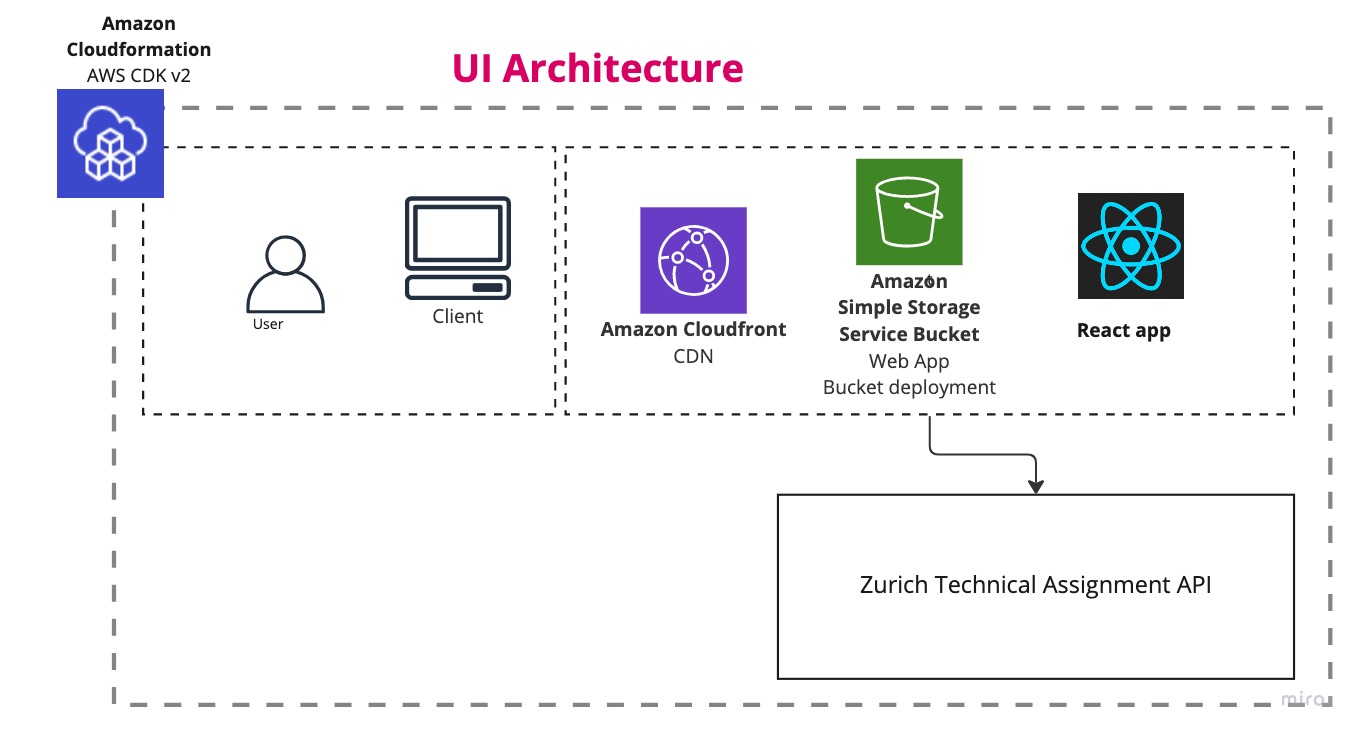 Amazon
Cloudformation
AWS CDK v2
UI Architecture
User
Client
Amazon Cloudfront
CDN
Amazon
Simple Storage
Service Bucket
Web App
Bucket deployment
React app
Zurich Technical Assignment API
miro